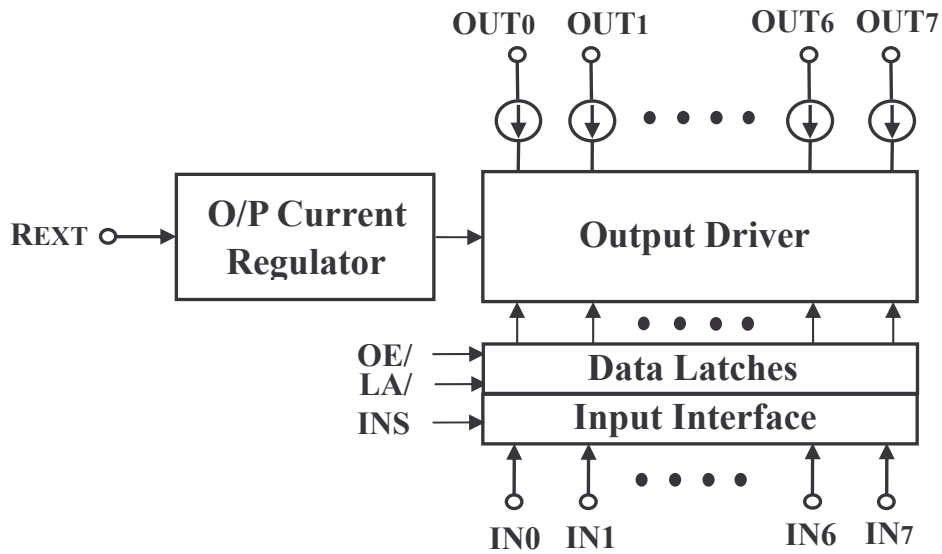 OUT0 OUT1 OUT6 OUT7
O/P Current
Regulator
REXT
Output Driver
OE/
LA/
INS
Data Latches
Input Interface
IN0 IN1 IN6 IN7